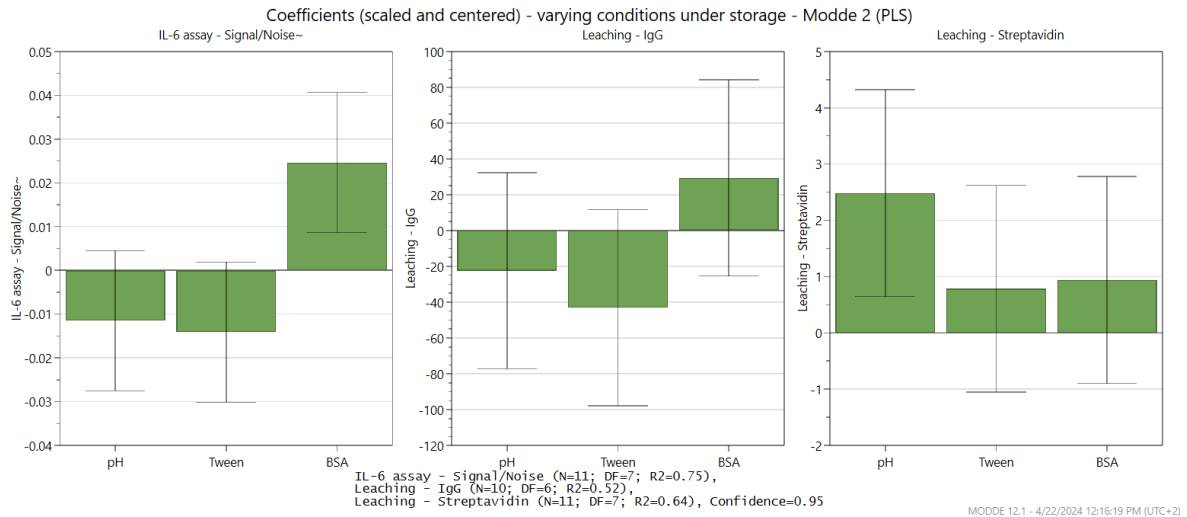 Coefficients (scaled and centered) - varying conditions under storage - Modde 2 (PLS)
IL-6 assay - Signal/Noise~
IL-6 assay - Signal/Noise~
0.05
0.04
0.03
0.02
0.01
0
-0.01
-0.02
-0.03
-0.04
pH Tween BSA
Leaching - IgG
Leaching - IgG
100
80
60
40
20
0
-20
-40
-60
-80
-100
-120
pH Tween BSA
Leaching - Streptavidin
Leaching - Streptavidin
5
4
3
2
1
0
-1
-2
pH Tween BSA
IL-6 assay - Signal/Noise (N=11; DF=7; R2=0.75),
Leaching - IgG (N=10; DF=6; R2=0.52),
Leaching - Streptavidin (N=11; DF=7; R2=0.64), Confidence=0.95
MODDE 12.1 - 4/22/2024 12:16:19 PM (UTC+2)